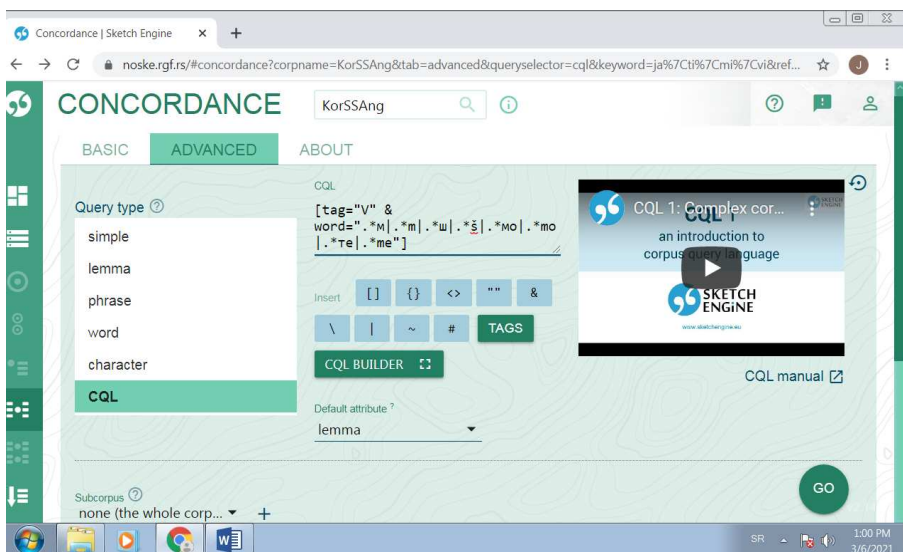 Concordance | Sketch Engine × +
noske.rgf.rs/#concordance?corpname=KorSSAng&tab=advanced&queryselector=cql&keyword=ja%7Cti%7Cmi%7Cvi&ref...
J
CONCORDANCE
KorSSAng
BASIC
ADVANCED
ABOUT
Query type ?
simple
lemma
phrase
word
character
CQL
CQL
[tag="V" &
word=".*м|.*m|.*ш|.*š|.*мо|.*mo
|.*те|.*me"]
Insert [] {} <> "" &
\ | ~ # TAGS
CQL BUILDER
Default attribute ?
lemma
CQL 1: Complex cor...
CQL 1
an introduction to
corpus query language
SKETCH
ENGINE
www.sketchengine.eu
CQL manual
Subcorpus ?
none (the whole corp... +
GO
SR
1:00 PM
3/6/2021